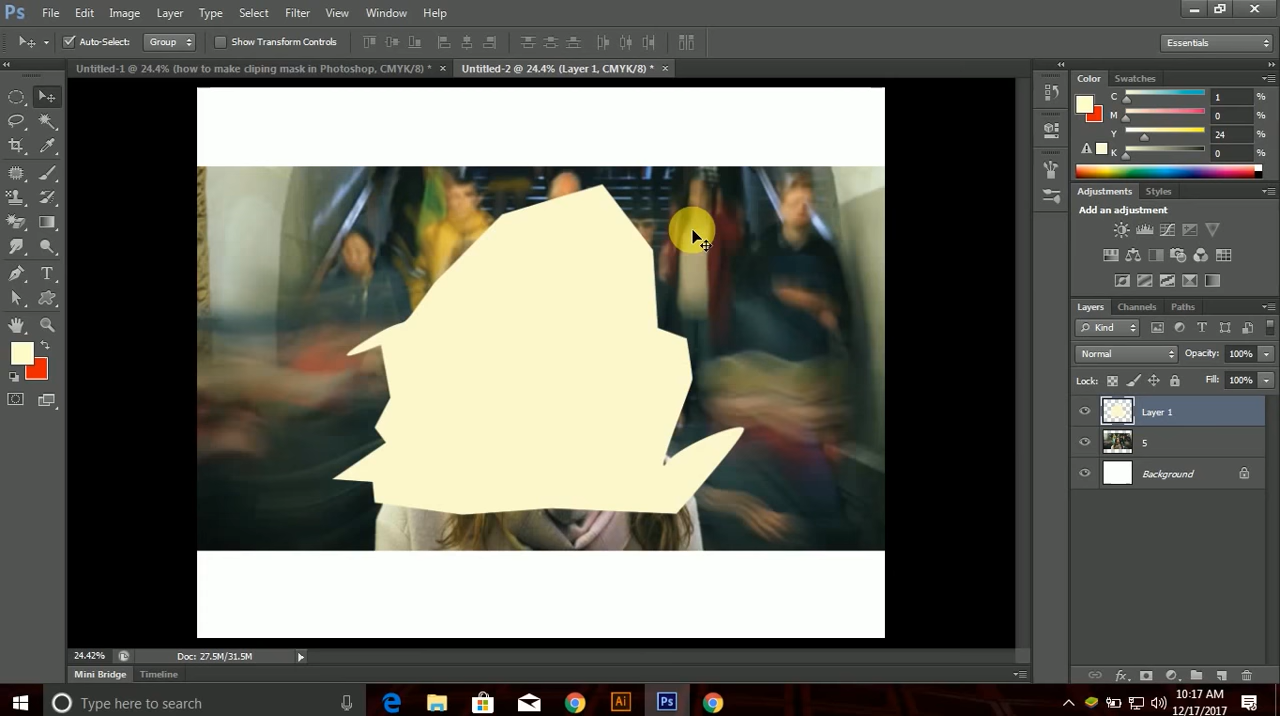 Ps File Edit Image Layer Type Select Filter View Window Help
Auto-Select: Group Show Transform Controls Essentials
Untitled-1 @ 24.4% (how to make cliping mask in Photoshop, CMYK/8) * × Untitled-2 @ 24.4% (Layer 1, CMYK/8) * ×
Color Swatches
C 1 %
M 0 %
Y 24 %
K 0 %
Adjustments Styles
Add an adjustment
Layers Channels Paths
Kind
Normal Opacity: 100%
Lock: Fill: 100%
Layer 1
5
Background
24.42% Doc: 27.5M/31.5M
Mini Bridge Timeline
Type here to search
Ai Ps
10:17 AM
12/17/2017